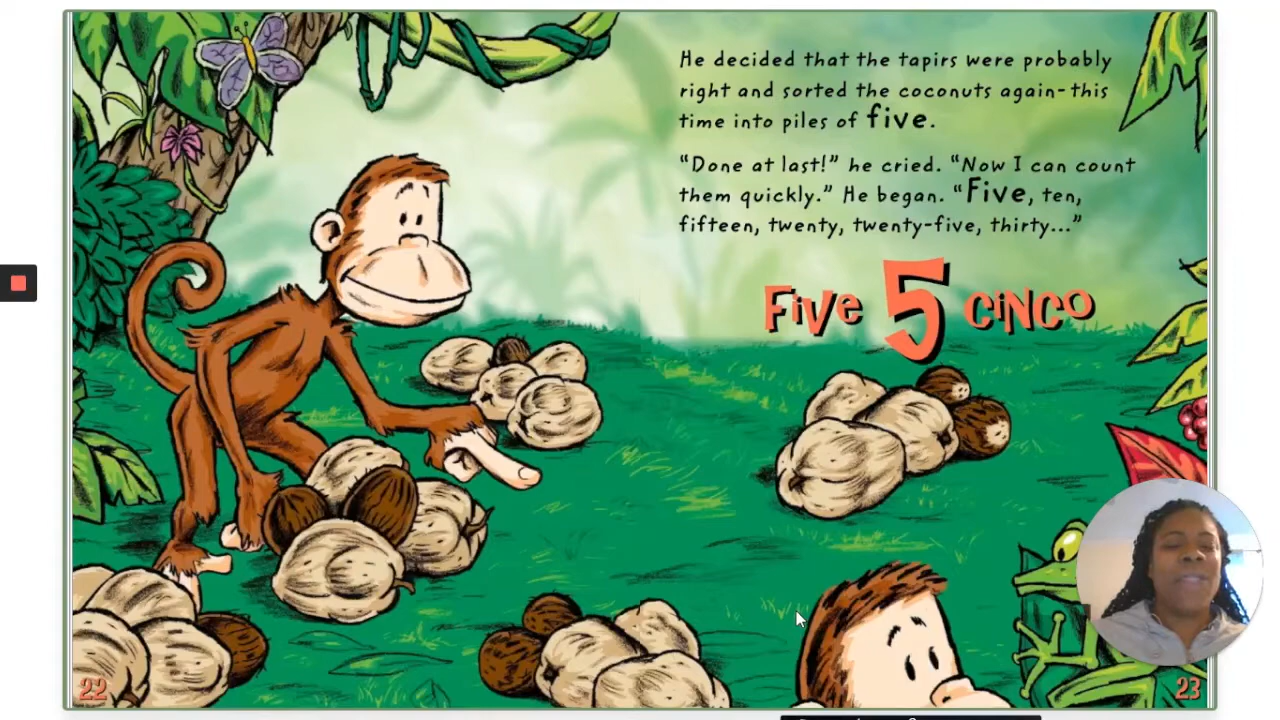 He decided that the tapirs were probably
right and sorted the coconuts again-this
time into piles of five.
“Done at last!” he cried. “Now I can count
them quickly.” He began. “Five, ten,
fifteen, twenty, twenty-five, thirty...”
Five 5 CiNCO
22
23